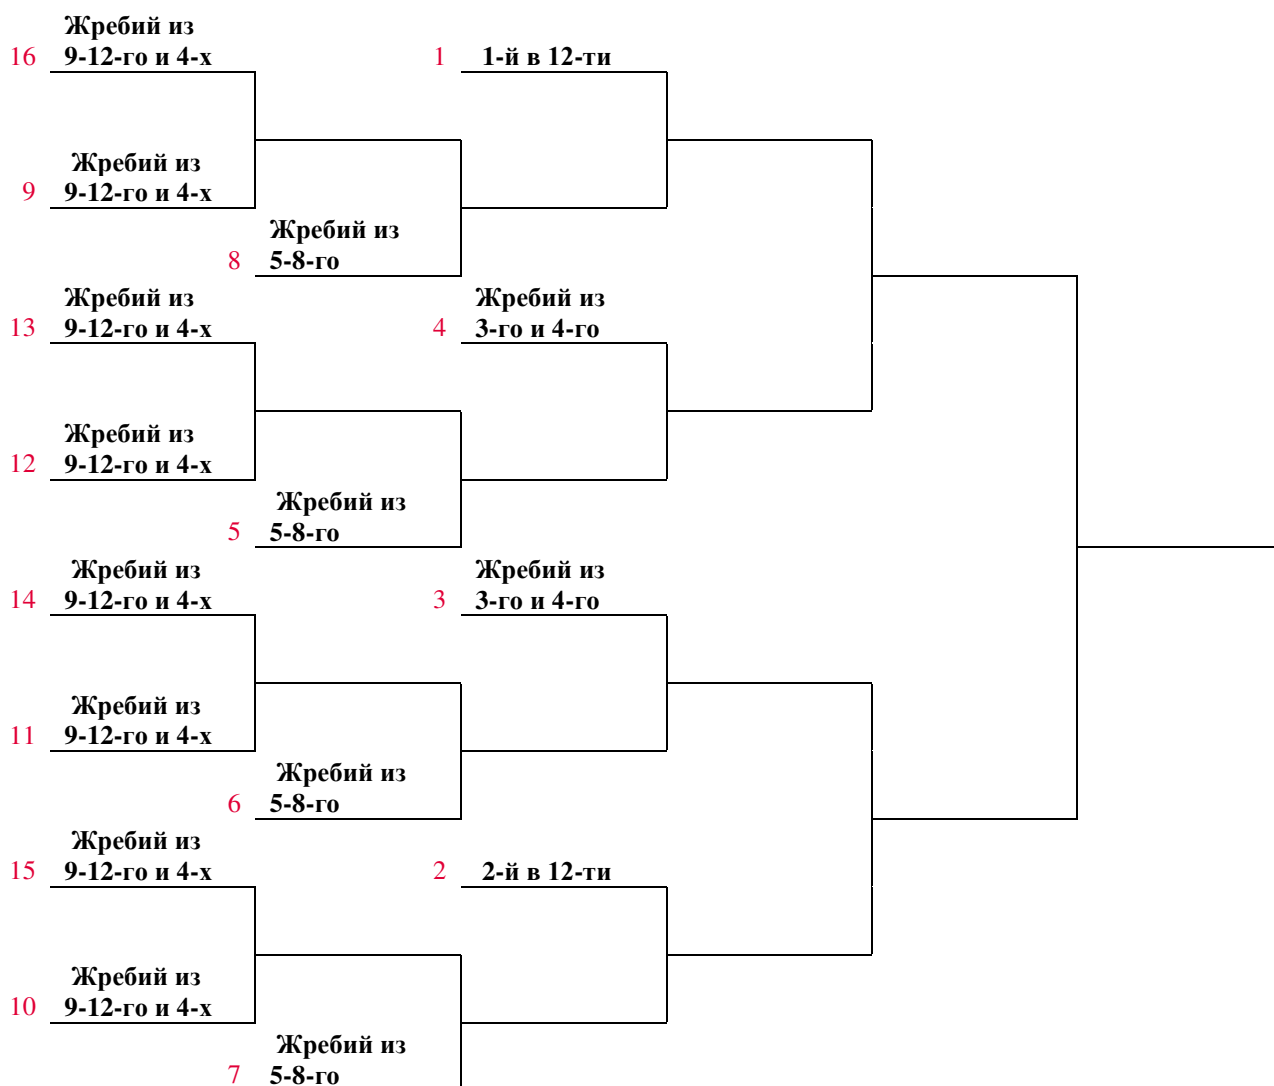 Жребий из
16 9-12-го и 4-х
1 1-й в 12-ти
Жребий из
9 9-12-го и 4-х
Жребий из
8 5-8-го
Жребий из
13 9-12-го и 4-х
Жребий из
4 3-го и 4-го
Жребий из
12 9-12-го и 4-х
Жребий из
5 5-8-го
Жребий из
14 9-12-го и 4-х
Жребий из
3 3-го и 4-го
Жребий из
11 9-12-го и 4-х
Жребий из
6 5-8-го
Жребий из
15 9-12-го и 4-х
2 2-й в 12-ти
Жребий из
10 9-12-го и 4-х
Жребий из
7 5-8-го